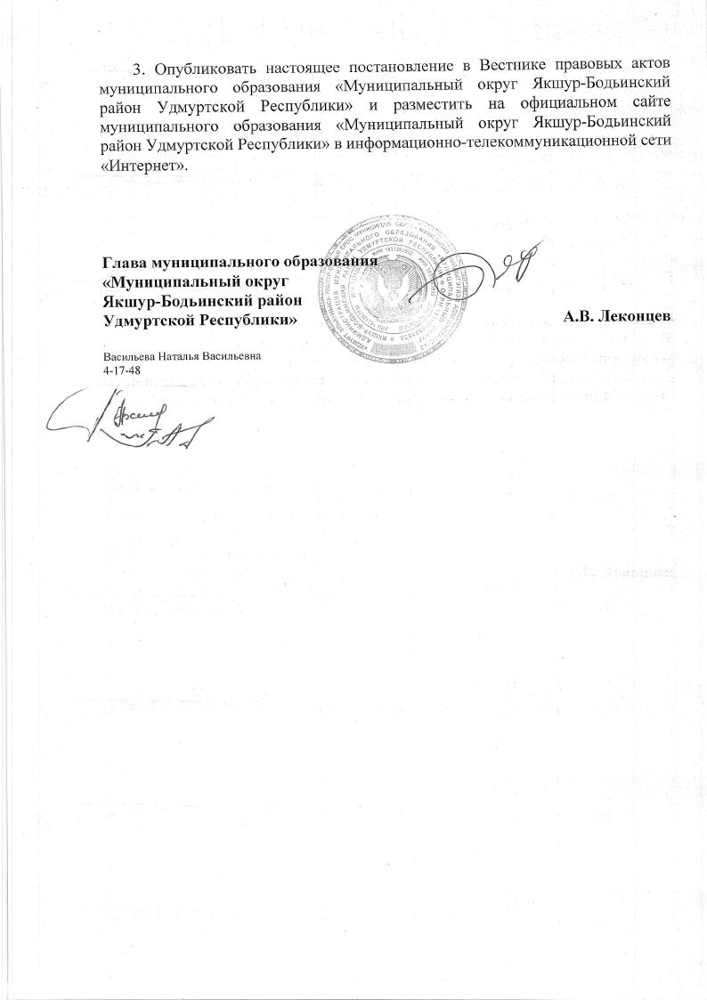 3. Опубликовать настоящее постановление в Вестнике правовых актов
муниципального образования «Муниципальный округ Якшур-Бодьинский
район Удмуртской Республики» и разместить на официальном сайте
муниципального образования «Муниципальный округ Якшур-Бодьинский
район Удмуртской Республики» в информационно-телекоммуникационной сети
«Интернет».
Глава муниципального образования
«Муниципальный округ
Якшур-Бодьинский район
Удмуртской Республики»
А.В. Леконцев
Васильева Наталья Васильевна
4-17-48